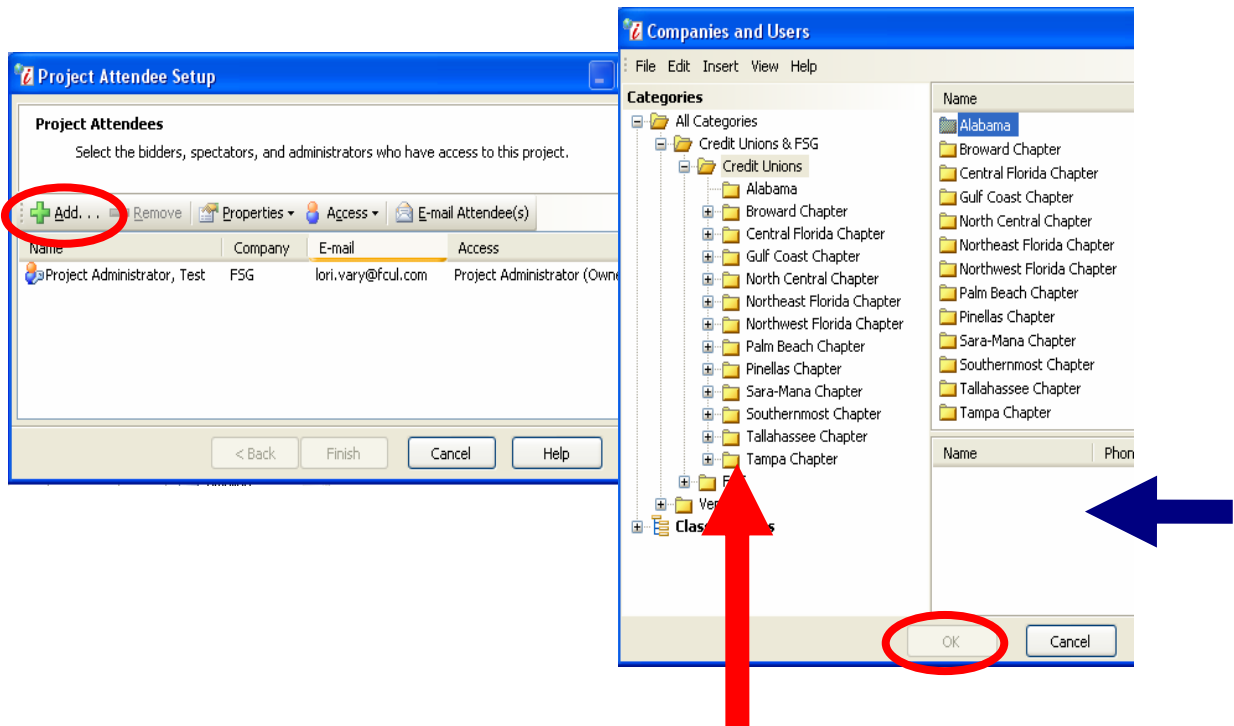 Project Attendee Setup
Project Attendees
Select the bidders, spectators, and administrators who have access to this project.
Add. . . Remove Properties Access E-mail Attendee(s)
Name Company E-mail Access
Project Administrator, Test FSG lori.vary@fcul.com Project Administrator (Owne
< Back Finish Cancel Help
Companies and Users
File Edit Insert View Help
Categories
All Categories
Credit Unions & FSG
Credit Unions
Alabama
Broward Chapter
Central Florida Chapter
Gulf Coast Chapter
North Central Chapter
Northeast Florida Chapter
Northwest Florida Chapter
Palm Beach Chapter
Pinellas Chapter
Sara-Mana Chapter
Southernmost Chapter
Tallahassee Chapter
Tampa Chapter
Name
Alabama
Broward Chapter
Central Florida Chapter
Gulf Coast Chapter
North Central Chapter
Northeast Florida Chapter
Northwest Florida Chapter
Palm Beach Chapter
Pinellas Chapter
Sara-Mana Chapter
Southernmost Chapter
Tallahassee Chapter
Tampa Chapter
Name Phon
OK Cancel